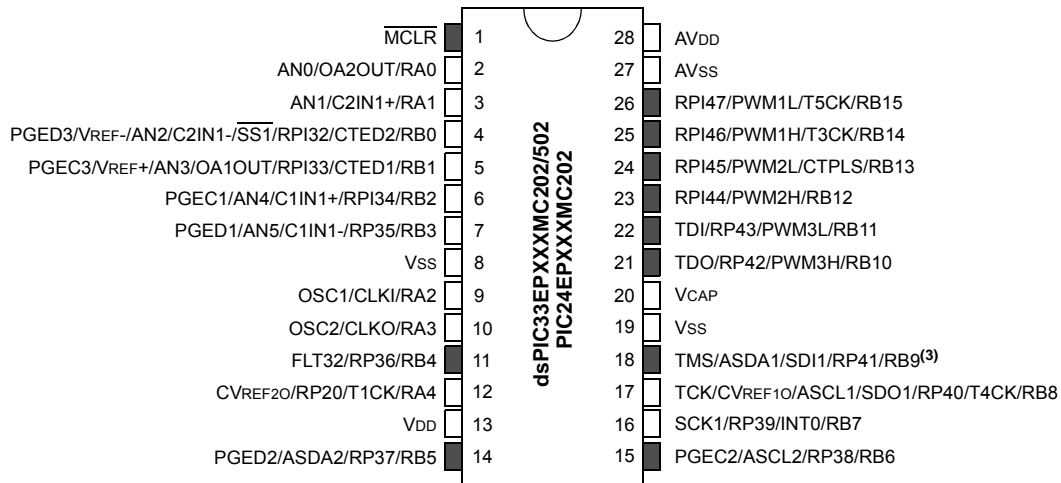 MCLR 1
AN0/OA2OUT/RA0 2
AN1/C2IN1+/RA1 3
PGED3/VREF-/AN2/C2IN1-/SS1/RPI32/CTED2/RB0 4
PGEC3/VREF+/AN3/OA1OUT/RPI33/CTED1/RB1 5
PGEC1/AN4/C1IN1+/RPI34/RB2 6
PGED1/AN5/C1IN1-/RP35/RB3 7
VSS 8
OSC1/CLKI/RA2 9
OSC2/CLKO/RA3 10
FLT32/RP36/RB4 11
CVREF2O/RP20/T1CK/RA4 12
VDD 13
PGED2/ASDA2/RP37/RB5 14
dsPIC33EPXXXMC202/502
PIC24EPXXXMC202
28 AVDD
27 AVSS
26 RPI47/PWM1L/T5CK/RB15
25 RPI46/PWM1H/T3CK/RB14
24 RPI45/PWM2L/CTPLS/RB13
23 RPI44/PWM2H/RB12
22 TDI/RP43/PWM3L/RB11
21 TDO/RP42/PWM3H/RB10
20 VCAP
19 VSS
18 TMS/ASDA1/SDI1/RP41/RB9(3)
17 TCK/CVREF1O/ASCL1/SDO1/RP40/T4CK/RB8
16 SCK1/RP39/INT0/RB7
15 PGEC2/ASCL2/RP38/RB6